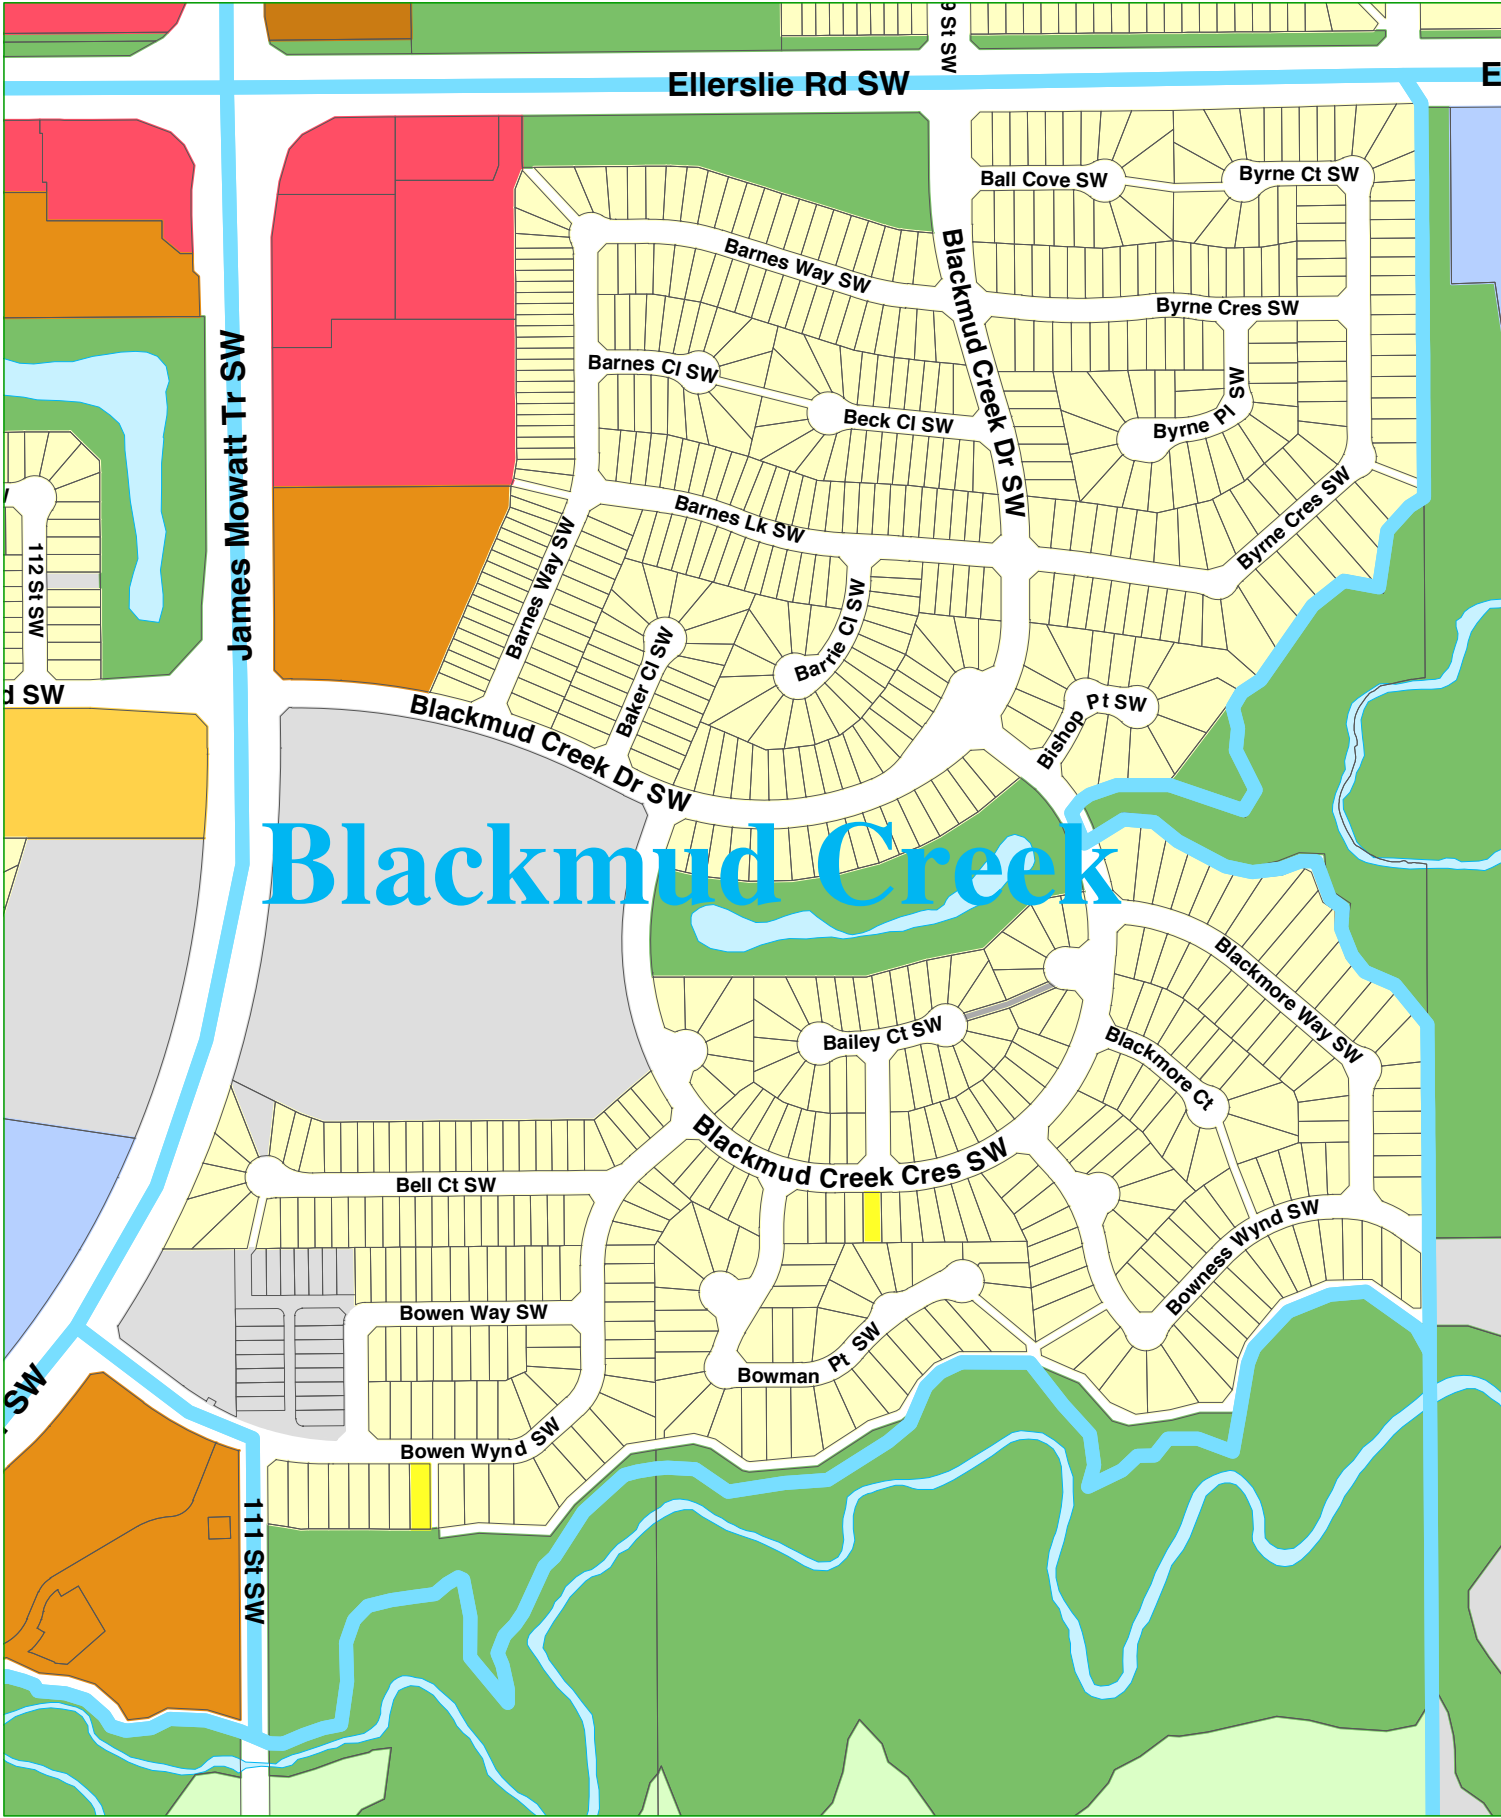 9 St SW
Ellerslie Rd SW
E
Ball Cove SW
Byrne Ct SW
Barnes Way SW
Blackmud Creek Dr SW
Byrne Cres SW
Barnes Cl SW
Beck Cl SW
Byrne Pl SW
James Mowatt Tr SW
Barnes Lk SW
Byrne Cres SW
112 St SW
Barnes Way SW
Barrie Cl SW
Baker Cl SW
d SW
Bishop Pt SW
Blackmud Creek Dr SW
Blackmud Creek
Blackmore Way SW
Bailey Ct SW
Blackmore Ct
Blackmud Creek Cres SW
Bell Ct SW
Bowness Wynd SW
Bowen Way SW
Bowman Pt SW
SW
Bowen Wynd SW
111 St SW